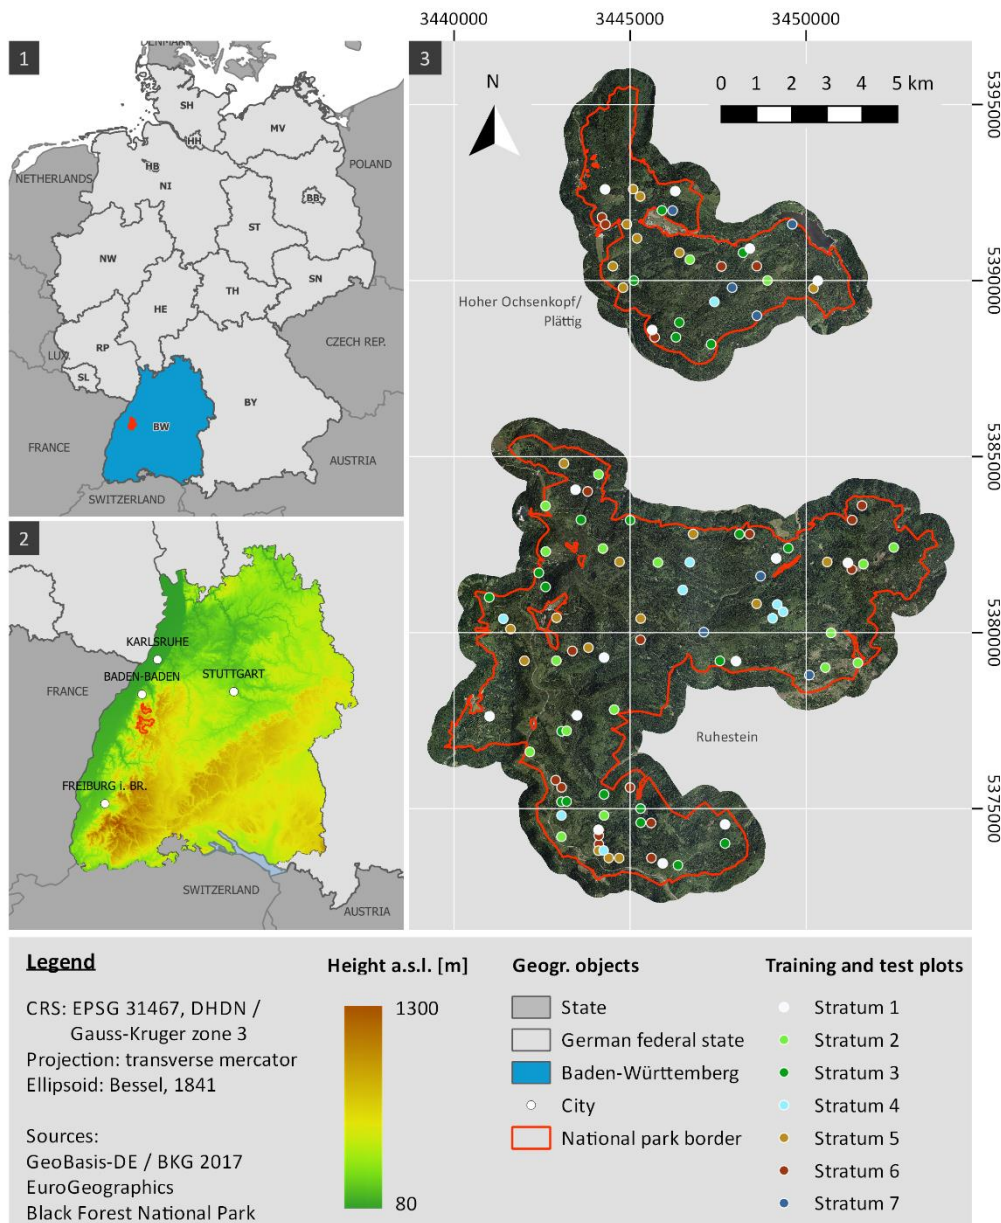 3440000 3445000 3450000
1
DENMARK
SH
HH
MV
HB
NI
BB
POLAND
NETHERLANDS
ST
NW
SN
HE
TH
CZECH REP.
RP
LUX.
SL
BY
BW
FRANCE
AUSTRIA
SWITZERLAND
2
KARLSRUHE
BADEN-BADEN
STUTTGART
FRANCE
FREIBURG i. BR.
SWITZERLAND
AUSTRIA
3
N
0 1 2 3 4 5 km
5395000
5390000
5385000
5380000
5375000
Hoher Ochsenkopf/
Plättig
Ruhestein
Legend
CRS: EPSG 31467, DHDN /
Gauss-Kruger zone 3
Projection: transverse mercator
Ellipsoid: Bessel, 1841
Sources:
GeoBasis-DE / BKG 2017
EuroGeographics
Black Forest National Park
Height a.s.l. [m]
1300
80
Geogr. objects
State
German federal state
Baden-Württemberg
City
National park border
Training and test plots
Stratum 1
Stratum 2
Stratum 3
Stratum 4
Stratum 5
Stratum 6
Stratum 7